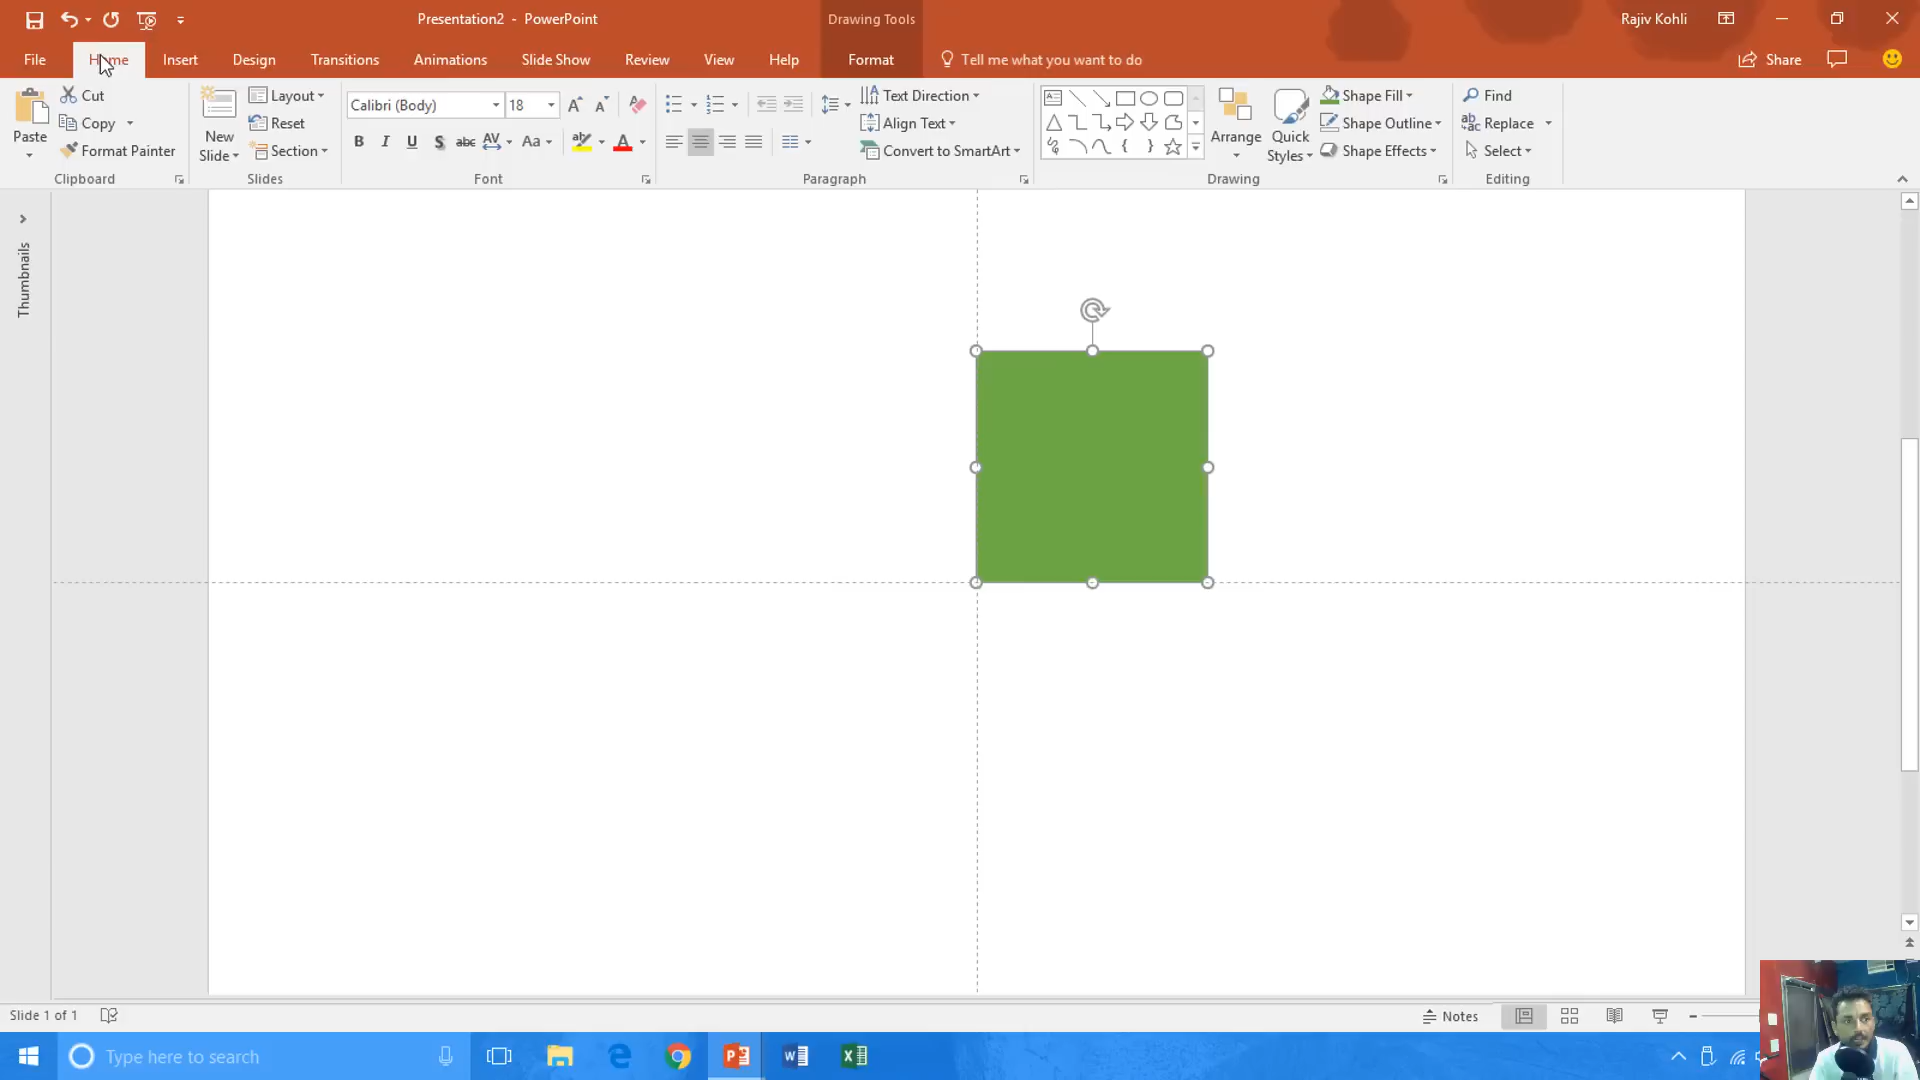 Presentation2 - PowerPoint
Drawing Tools
Rajiv Kohli
File
Home
Insert
Design
Transitions
Animations
Slide Show
Review
View
Help
Format
Tell me what you want to do
Share
Paste
Cut
Copy
Format Painter
Clipboard
New
Slide
Layout
Reset
Section
Slides
Calibri (Body)
18
B
I
U
S
abc
AV
Aa
A
Font
Text Direction
Align Text
Convert to SmartArt
Paragraph
Arrange
Quick
Styles
Shape Fill
Shape Outline
Shape Effects
Drawing
Find
Replace
Select
Editing
Thumbnails
Slide 1 of 1
Notes
Type here to search